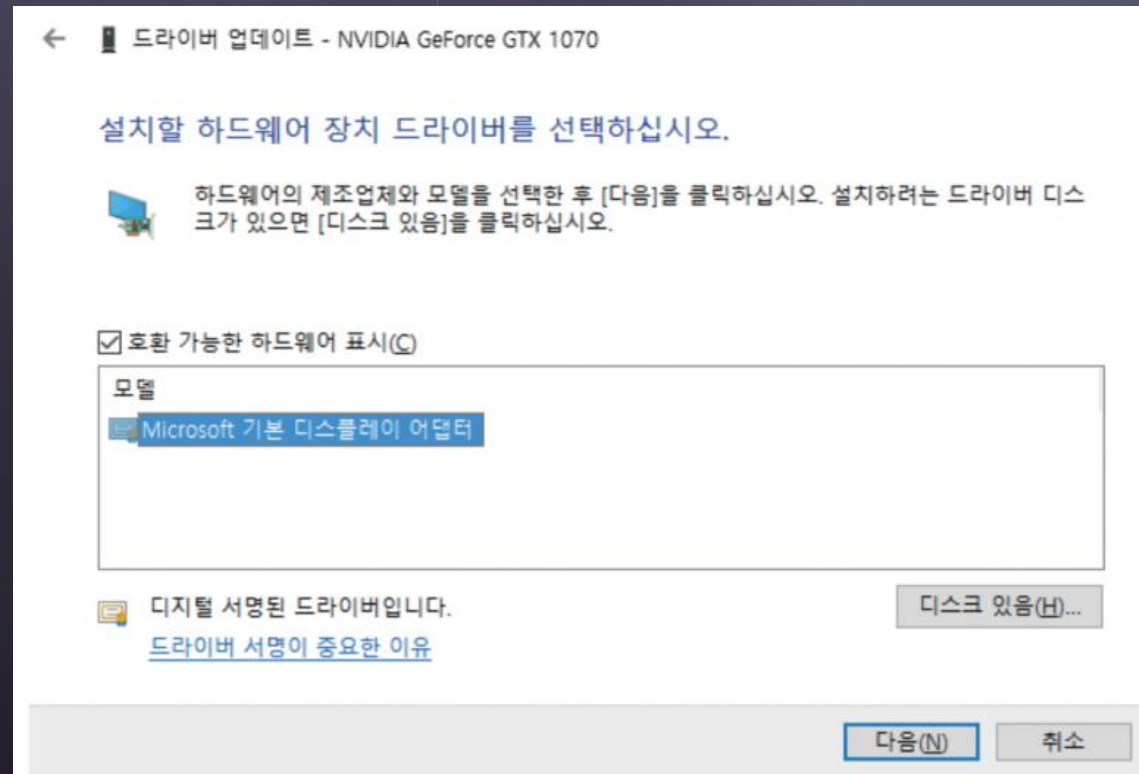 드라이버 업데이트 - NVIDIA GeForce GTX 1070
설치할 하드웨어 장치 드라이버를 선택하십시오.
하드웨어의 제조업체와 모델을 선택한 후 [다음]을 클릭하십시오. 설치하려는 드라이버 디스
크가 있으면 [디스크 있음]을 클릭하십시오.
호환 가능한 하드웨어 표시(C)
모델
Microsoft 기본 디스플레이 어댑터
디지털 서명된 드라이버입니다.
디스크 있음(H)...
드라이버 서명이 중요한 이유
다음(N)
취소